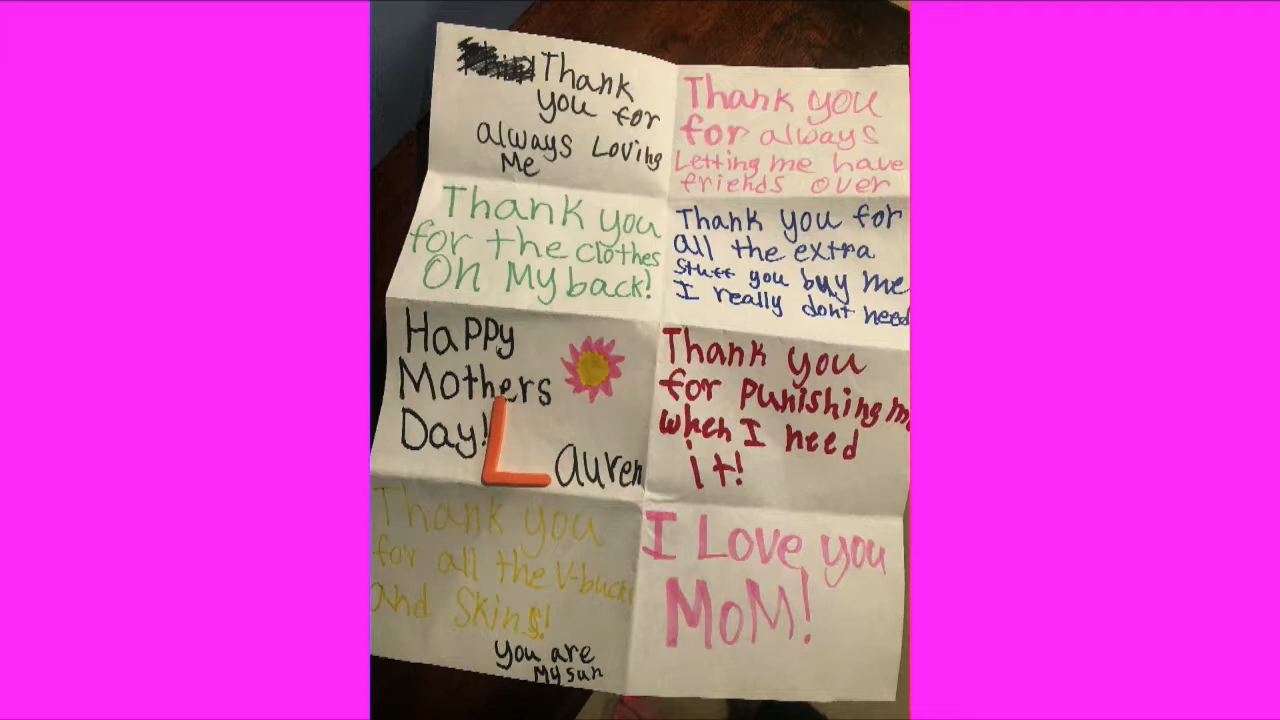 Thank
you for
always Loving
Me
Thank you
for always
Letting me have
friends over
Thank you
for the clothes
On My back!
Thank you for
all the extra
stuff you buy me
I really dont need
Happy
Mothers
Day!
Lauren
Thank you
for punishing me
when I need
it!
Thank you
for all the V-bucks
and Skins!
you are
My sun
I Love you
MoM!